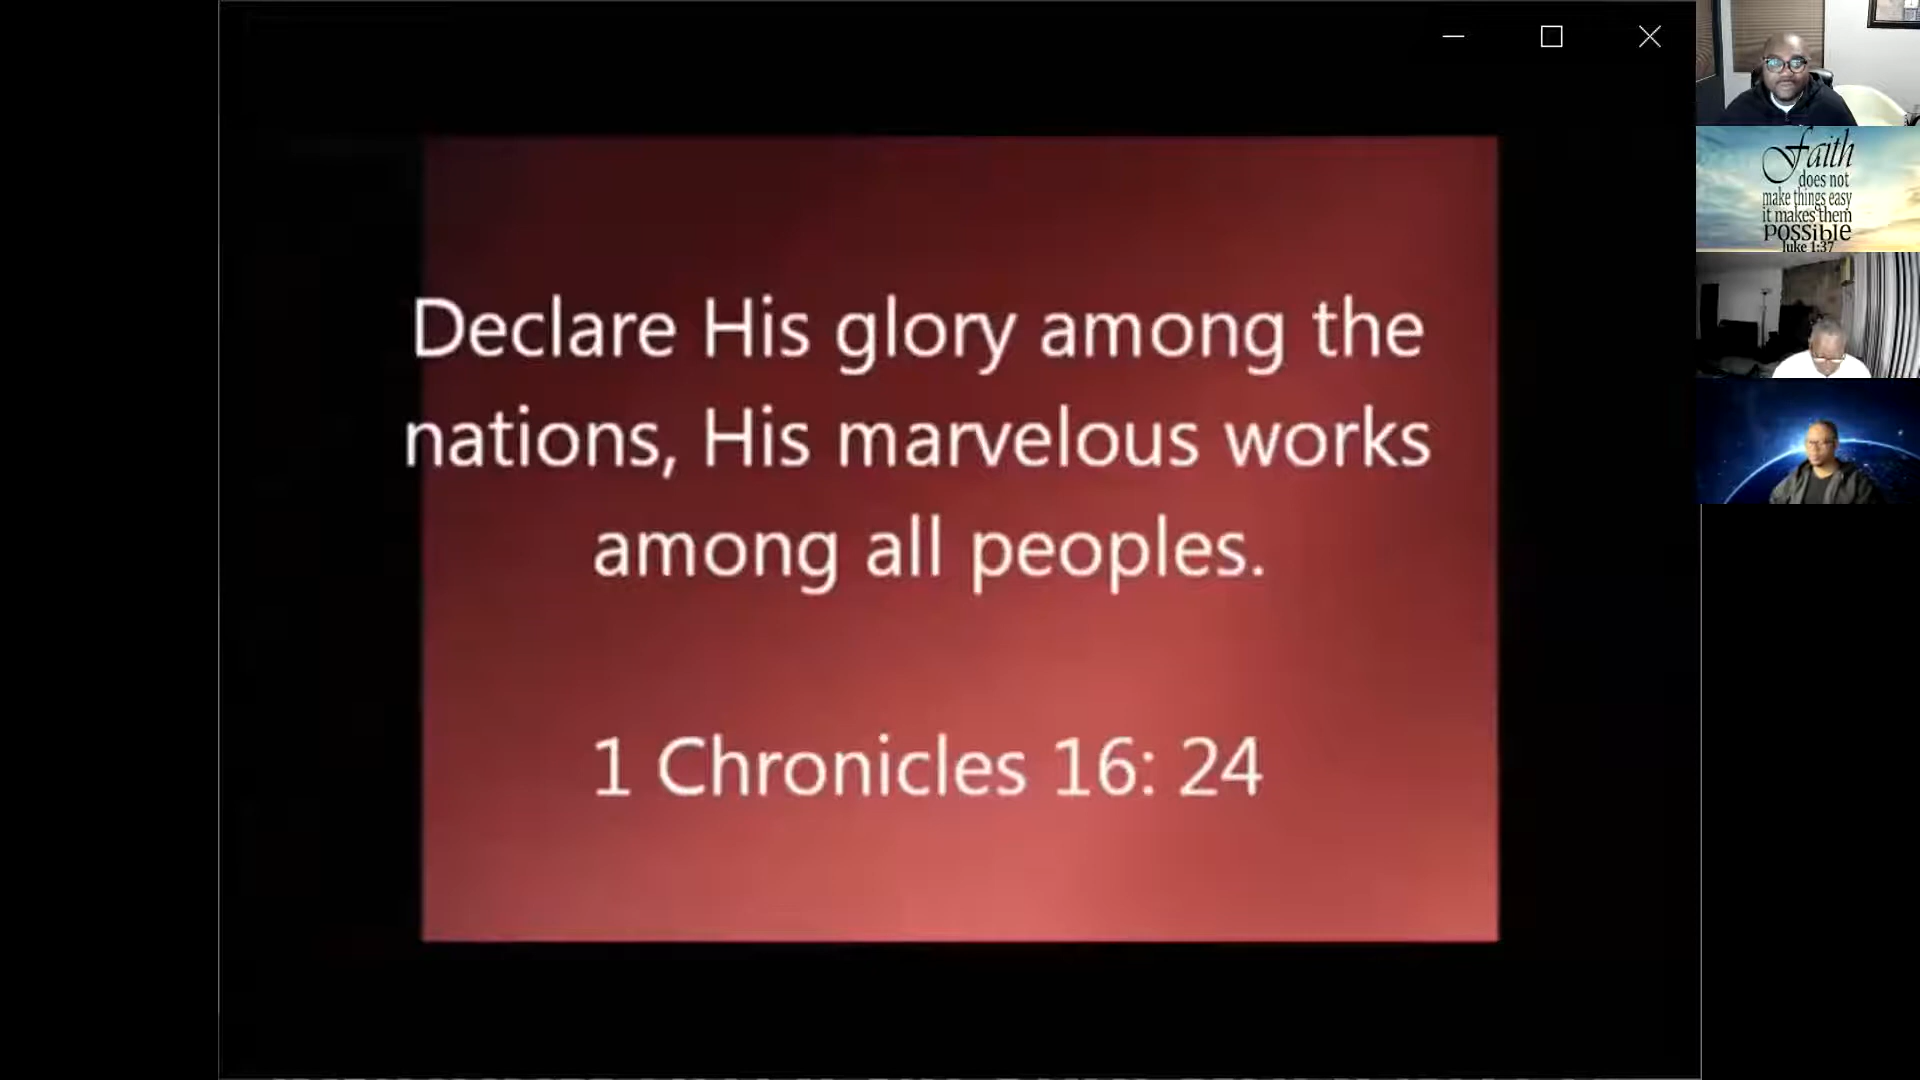 Declare His glory among the
nations, His marvelous works
among all peoples.
1 Chronicles 16: 24
Faith
does not
make things easy
it makes them
possible
luke 1:37